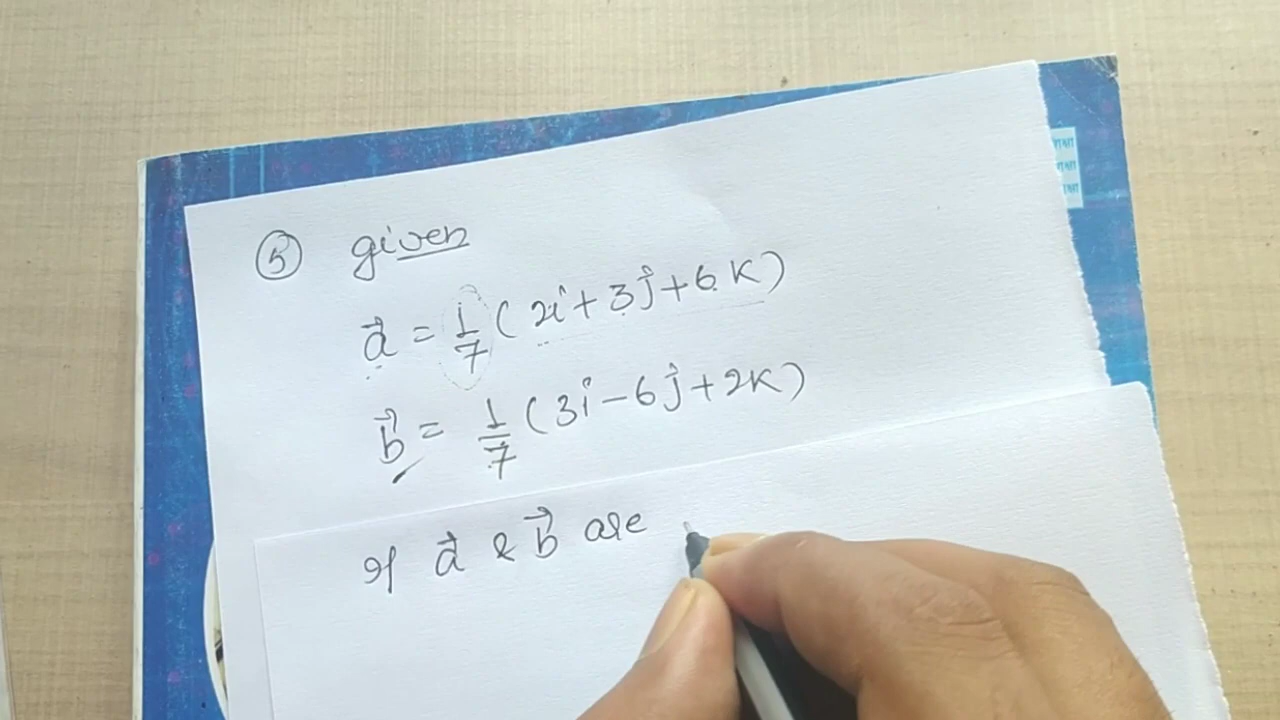 5 given
a⃗ = 1/7 ( 2i + 3j + 6k )
b⃗ = 1/7 ( 3i − 6j + 2k )
If a⃗ & b⃗ are